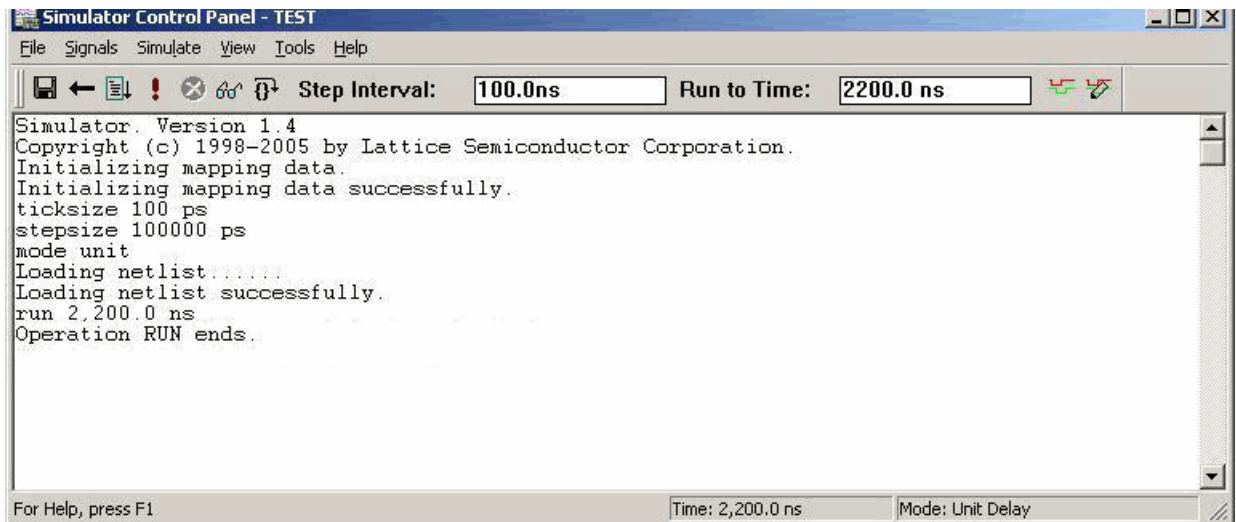 Simulator Control Panel - TEST
File Signals Simulate View Tools Help
Step Interval: 100.0ns Run to Time: 2200.0 ns
Simulator. Version 1.4
Copyright (c) 1998-2005 by Lattice Semiconductor Corporation.
Initializing mapping data.
Initializing mapping data successfully.
ticksize 100 ps
stepsize 100000 ps
mode unit
Loading netlist......
Loading netlist successfully.
run 2,200.0 ns
Operation RUN ends.
For Help, press F1 Time: 2,200.0 ns Mode: Unit Delay